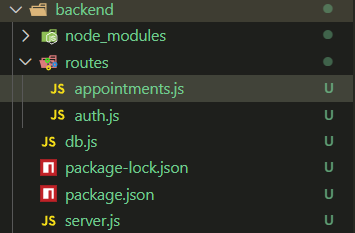 backend
node_modules
routes
JS appointments.js U
JS auth.js U
JS db.js U
package-lock.json U
package.json U
JS server.js U